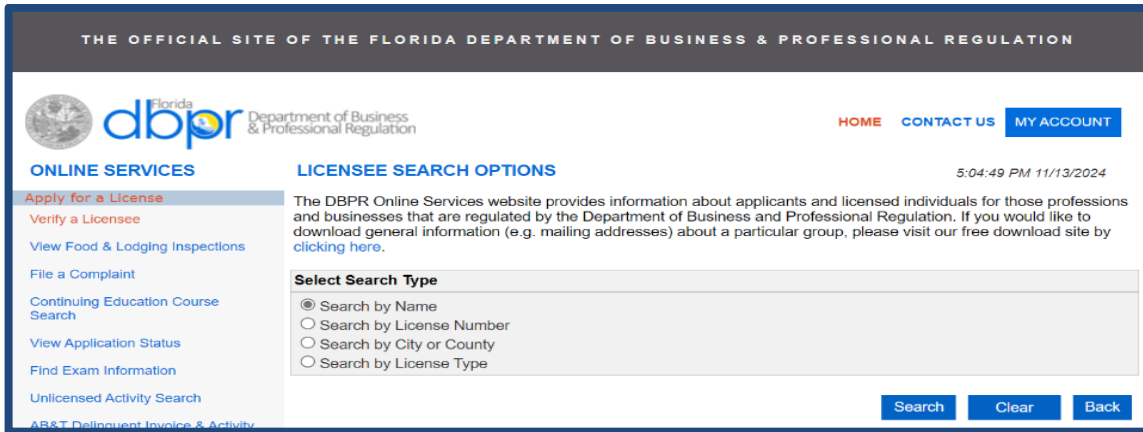 THE OFFICIAL SITE OF THE FLORIDA DEPARTMENT OF BUSINESS & PROFESSIONAL REGULATION
Florida
dbpr
Department of Business
& Professional Regulation
HOME CONTACT US MY ACCOUNT
ONLINE SERVICES
Apply for a License
Verify a Licensee
View Food & Lodging Inspections
File a Complaint
Continuing Education Course
Search
View Application Status
Find Exam Information
Unlicensed Activity Search
AB&T Delinquent Invoice & Activity
LICENSEE SEARCH OPTIONS
5:04:49 PM 11/13/2024
The DBPR Online Services website provides information about applicants and licensed individuals for those professions
and businesses that are regulated by the Department of Business and Professional Regulation. If you would like to
download general information (e.g. mailing addresses) about a particular group, please visit our free download site by
clicking here.
Select Search Type
Search by Name
Search by License Number
Search by City or County
Search by License Type
Search Clear Back